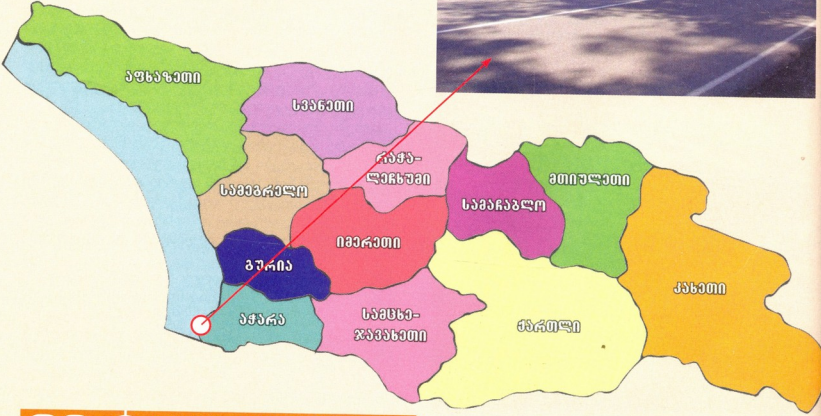 აფხაზეთი
სვანეთი
რაჭა-
ლეჩხუმი
მთიულეთი
სამეგრელო
სამაჩაბლო
იმერეთი
გურია
კახეთი
აჭარა
სამცხე-
ჯავახეთი
ქართლი